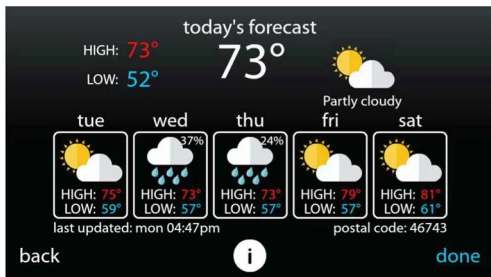 today's forecast
HIGH: 73°
73°
LOW: 52°
Partly cloudy
tue wed thu fri sat
37% 24%
HIGH: 75° HIGH: 73° HIGH: 73° HIGH: 79° HIGH: 81°
LOW: 59° LOW: 57° LOW: 57° LOW: 57° LOW: 61°
last updated: mon 04:47pm postal code: 46743
back i done